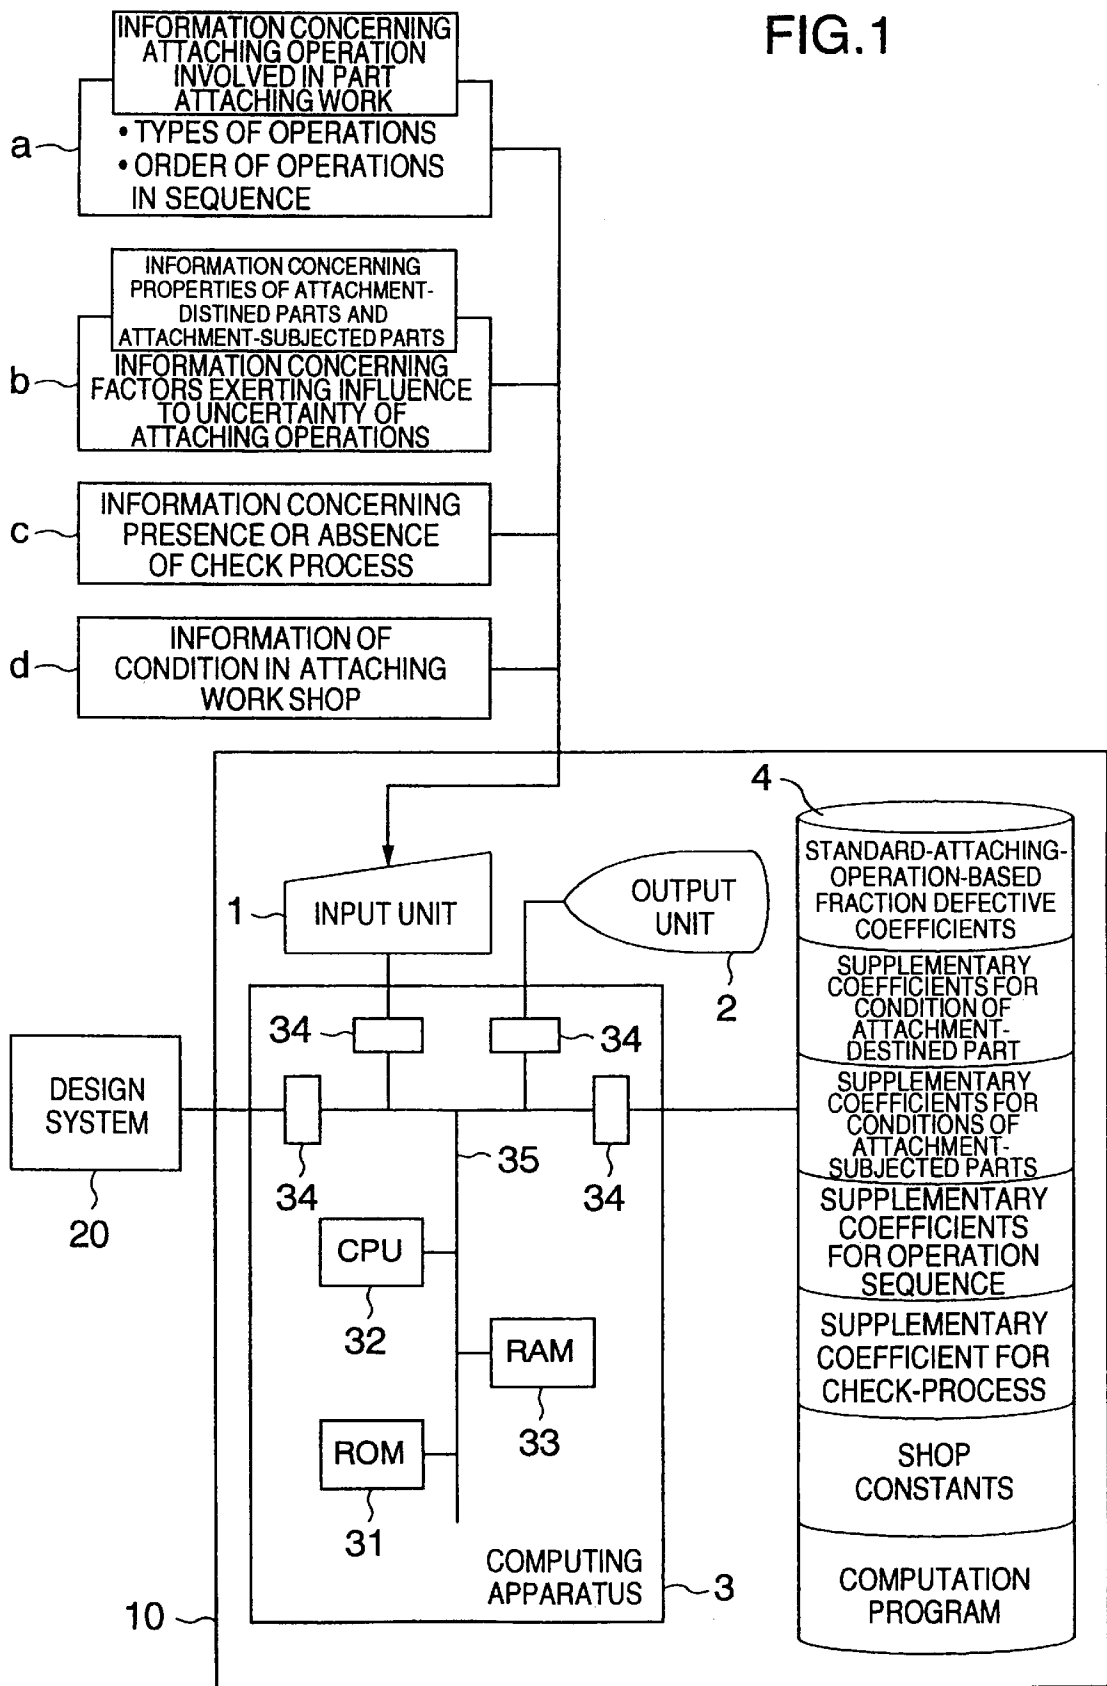 FIG.1
INFORMATION CONCERNING
ATTACHING OPERATION
INVOLVED IN PART
ATTACHING WORK
• TYPES OF OPERATIONS
• ORDER OF OPERATIONS
IN SEQUENCE
a
INFORMATION CONCERNING
PROPERTIES OF ATTACHMENT-
DISTINED PARTS AND
ATTACHMENT-SUBJECTED PARTS
INFORMATION CONCERNING
FACTORS EXERTING INFLUENCE
TO UNCERTAINTY OF
ATTACHING OPERATIONS
b
INFORMATION CONCERNING
PRESENCE OR ABSENCE
OF CHECK PROCESS
c
INFORMATION OF
CONDITION IN ATTACHING
WORK SHOP
d
4
STANDARD-ATTACHING-
OPERATION-BASED
FRACTION DEFECTIVE
COEFFICIENTS
SUPPLEMENTARY
COEFFICIENTS FOR
CONDITION OF
ATTACHMENT-
DESTINED PART
SUPPLEMENTARY
COEFFICIENTS FOR
CONDITIONS OF
ATTACHMENT-
SUBJECTED PARTS
SUPPLEMENTARY
COEFFICIENTS
FOR OPERATION
SEQUENCE
SUPPLEMENTARY
COEFFICIENT FOR
CHECK-PROCESS
SHOP
CONSTANTS
COMPUTATION
PROGRAM
1
INPUT UNIT
OUTPUT
UNIT
2
34
34
DESIGN
SYSTEM
20
34
35
34
CPU
32
RAM
33
ROM
31
COMPUTING
APPARATUS
3
10